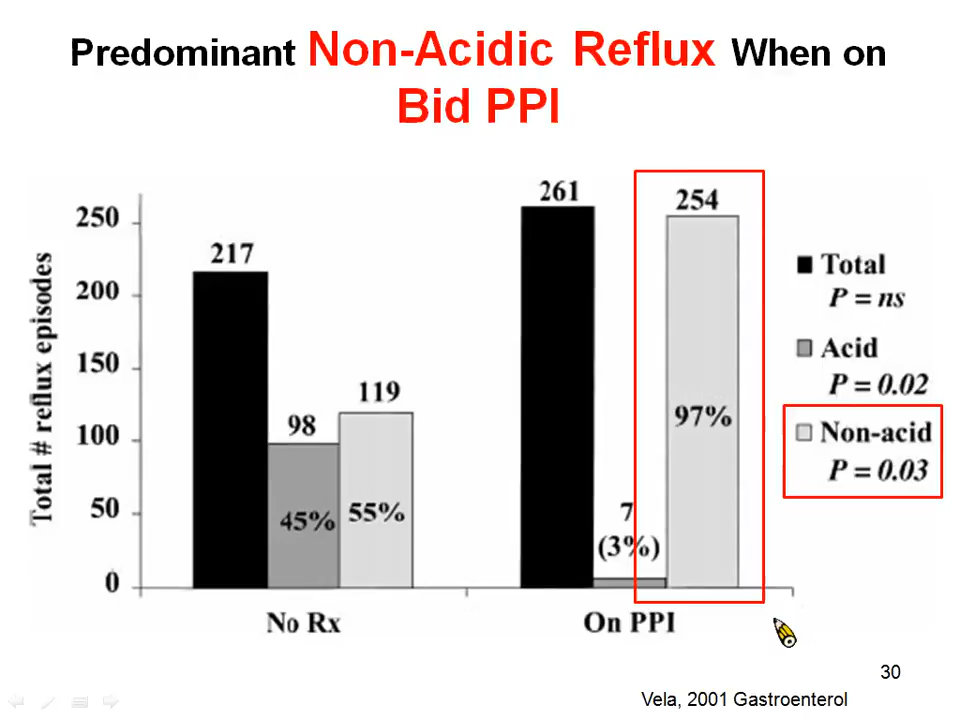 Predominant Non-Acidic Reflux When on
Bid PPI
Total # reflux episodes
250
200
150
100
50
0
217
98
45%
119
55%
261
7
(3%)
254
97%
No Rx
On PPI
Total
P = ns
Acid
P = 0.02
Non-acid
P = 0.03
30
Vela, 2001 Gastroenterol